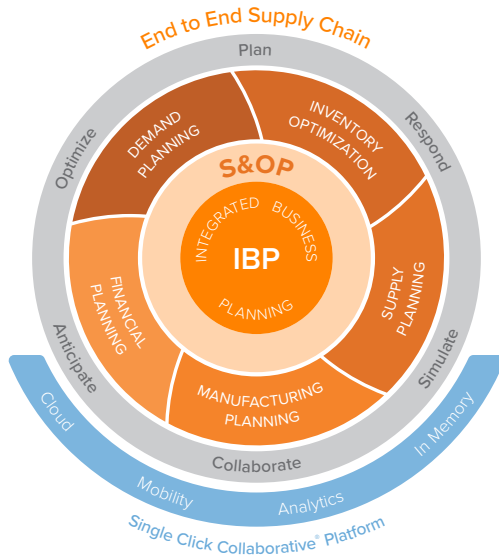 End to End Supply Chain
Plan
Optimize
Respond
DEMAND
PLANNING
INVENTORY
OPTIMIZATION
S&OP
INTEGRATED BUSINESS
IBP
PLANNING
FINANCIAL
PLANNING
SUPPLY
PLANNING
MANUFACTURING
PLANNING
Anticipate
Simulate
Collaborate
Cloud
Mobility
Analytics
In Memory
Single Click Collaborative® Platform